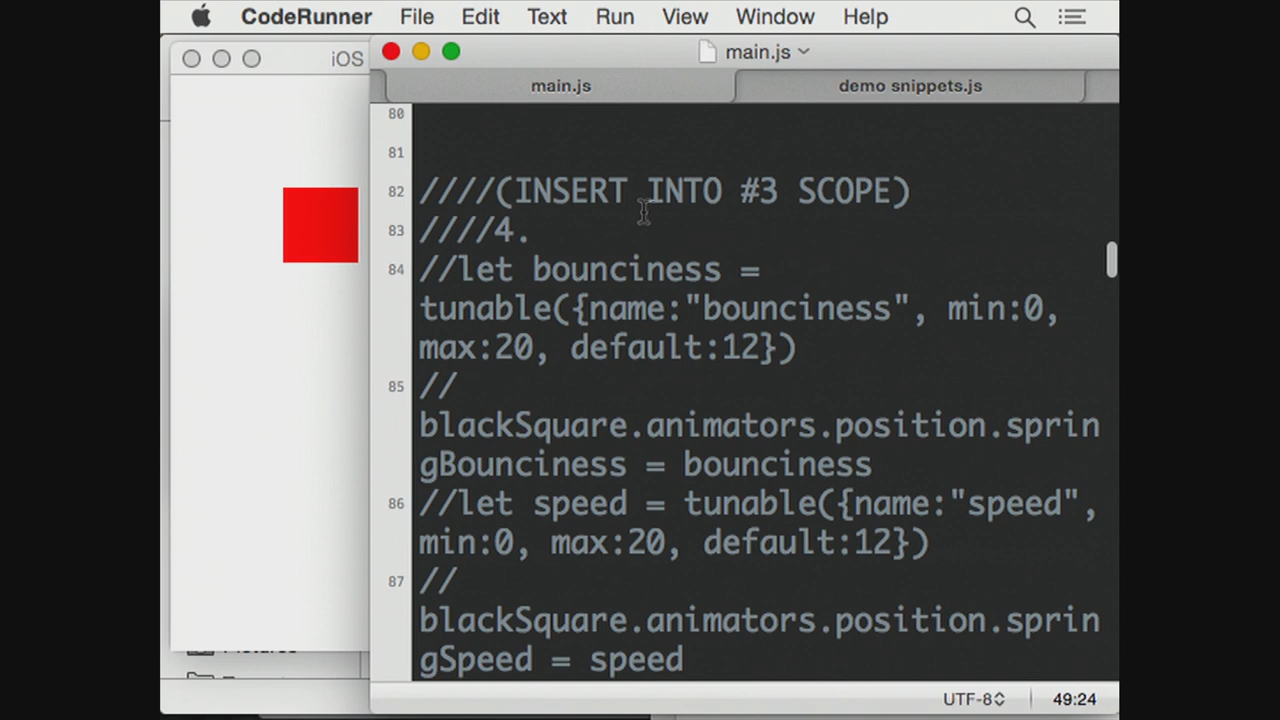 CodeRunner File Edit Text Run View Window Help
iOS
main.js
main.js demo snippets.js
80
81
82 ////(INSERT INTO #3 SCOPE)
83 ////4.
84 //let bounciness =
tunable({name:"bounciness", min:0,
max:20, default:12})
85 //
blackSquare.animators.position.sprin
gBounciness = bounciness
86 //let speed = tunable({name:"speed",
min:0, max:20, default:12})
87 //
blackSquare.animators.position.sprin
gSpeed = speed
UTF-8 49:24